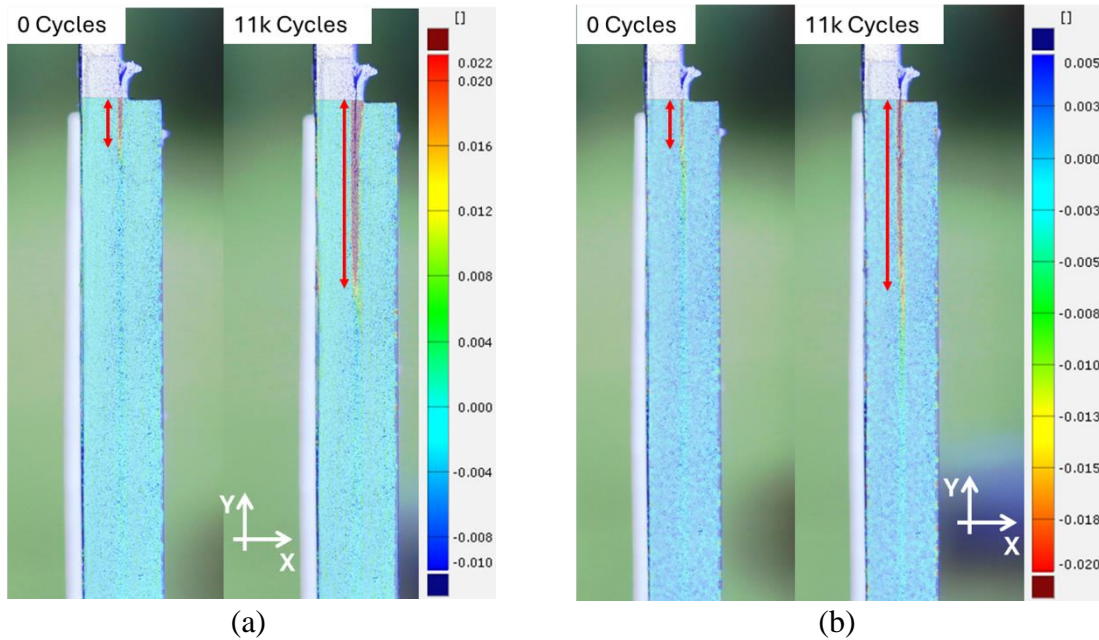 0 Cycles
11k Cycles
[]
0.022
0.020
0.016
0.012
0.008
0.004
0.000
-0.004
-0.008
-0.010
Y
X
(a)
0 Cycles
11k Cycles
[]
0.005
0.003
0.000
-0.003
-0.005
-0.008
-0.010
-0.013
-0.015
-0.018
-0.020
Y
X
(b)